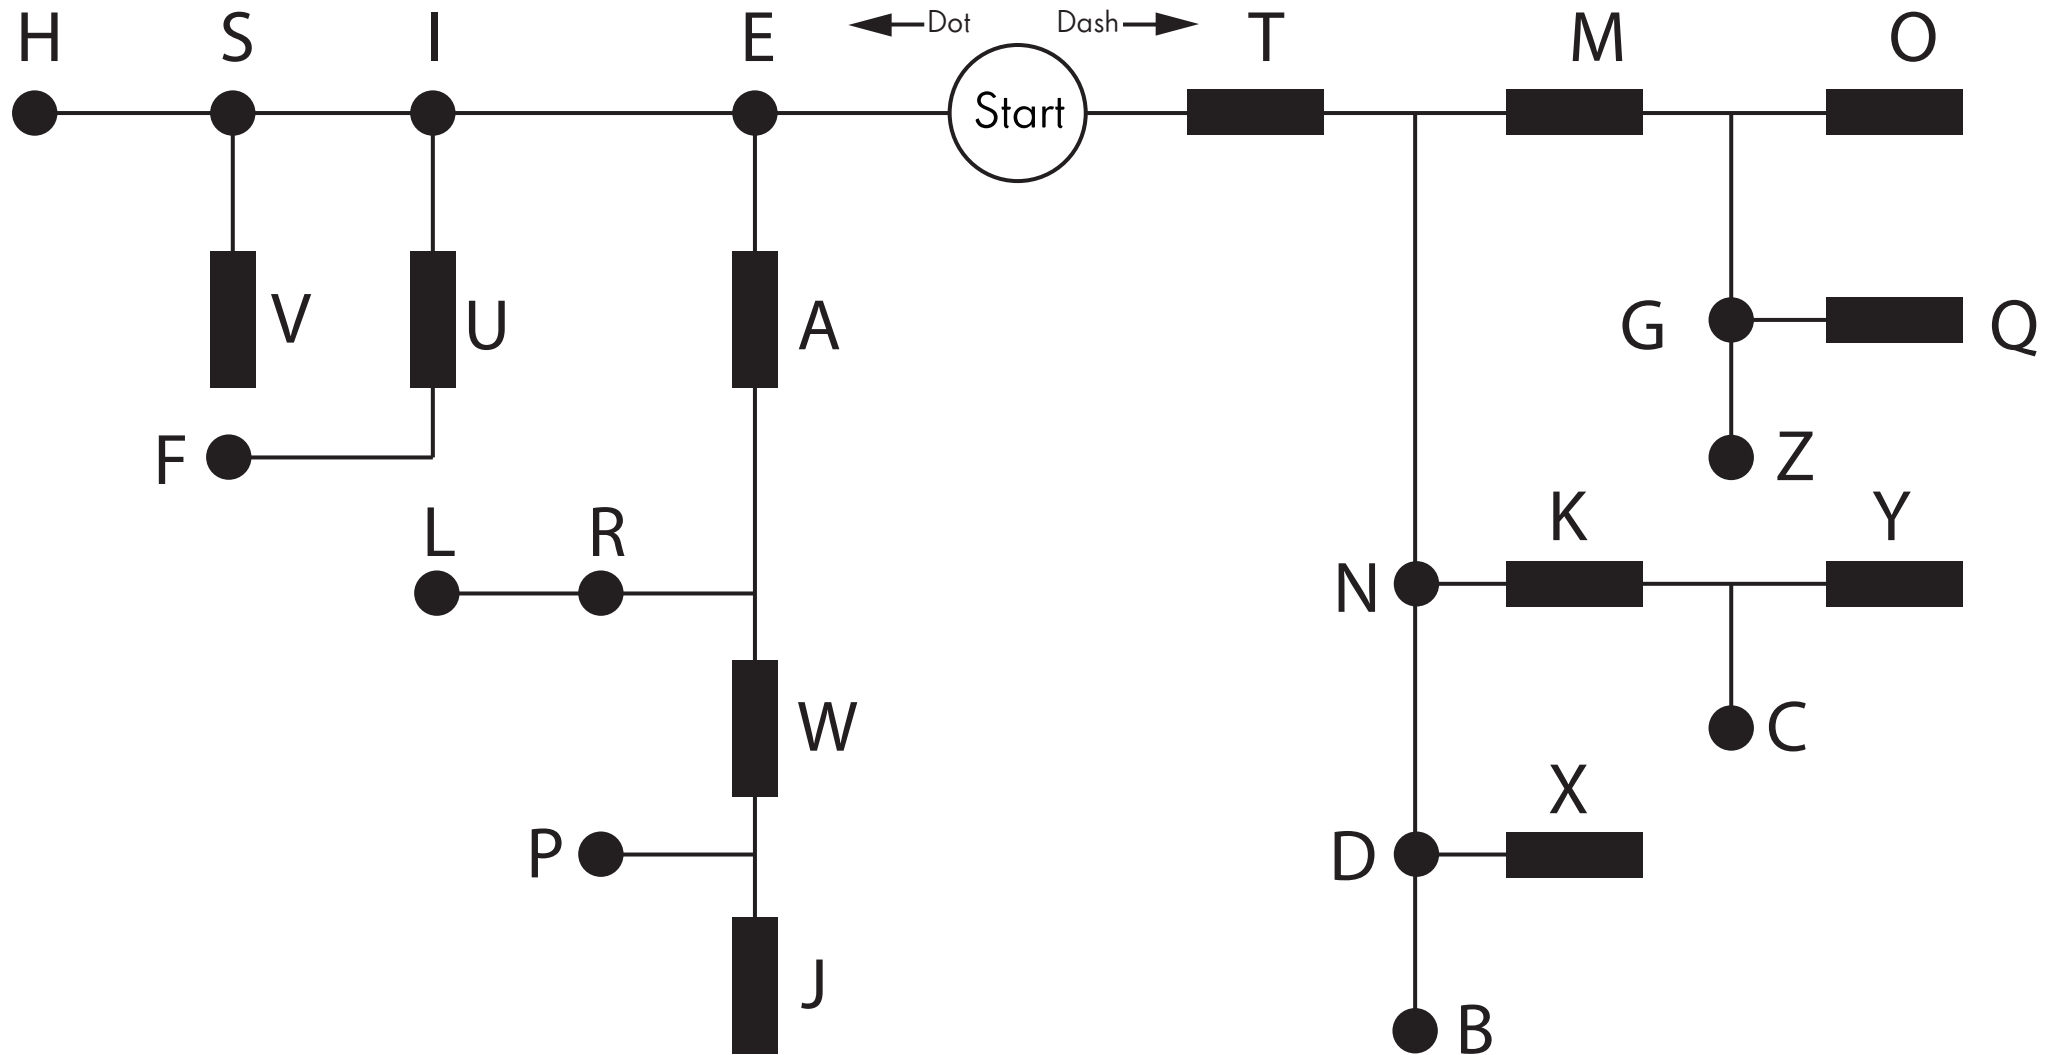 H S I E Dot Dash T M O
Start
V U A G Q
F Z
L R K Y
N
W C
X
P D
J
B